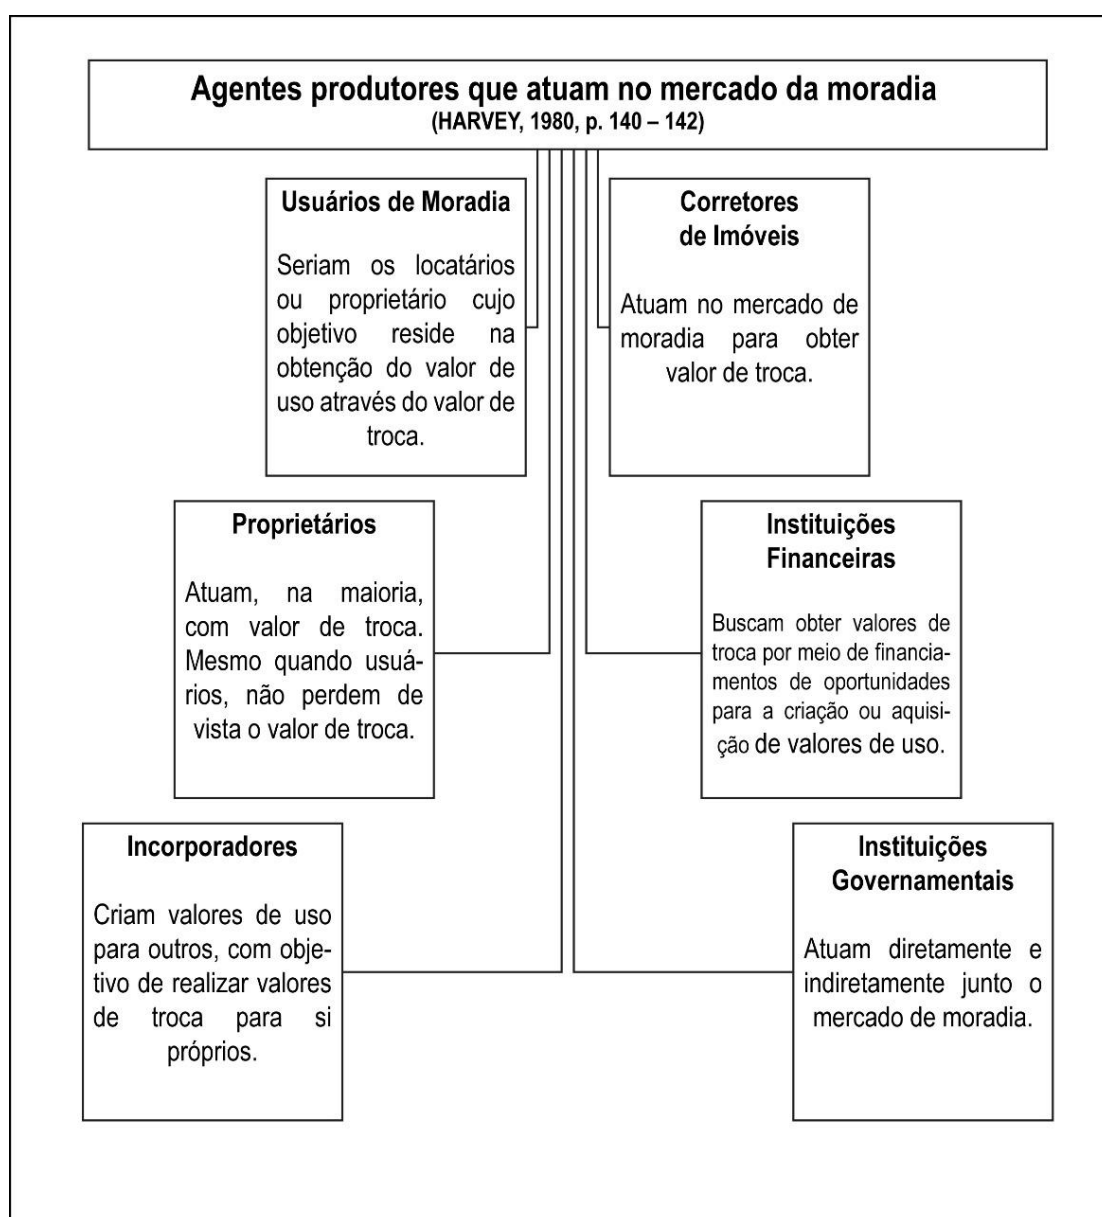 Agentes produtores que atuam no mercado da moradia
(HARVEY, 1980, p. 140 – 142)
Usuários de Moradia
Seriam os locatários
ou proprietário cujo
objetivo reside na
obtenção do valor de
uso através do valor de
troca.
Corretores
de Imóveis
Atuam no mercado de
moradia para obter
valor de troca.
Proprietários
Atuam, na maioria,
com valor de troca.
Mesmo quando usuá-
rios, não perdem de
vista o valor de troca.
Instituições
Financeiras
Buscam obter valores de
troca por meio de financia-
mentos de oportunidades
para a criação ou aquisi-
ção de valores de uso.
Incorporadores
Criam valores de uso
para outros, com obje-
tivo de realizar valores
de troca para si
próprios.
Instituições
Governamentais
Atuam diretamente e
indiretamente junto o
mercado de moradia.